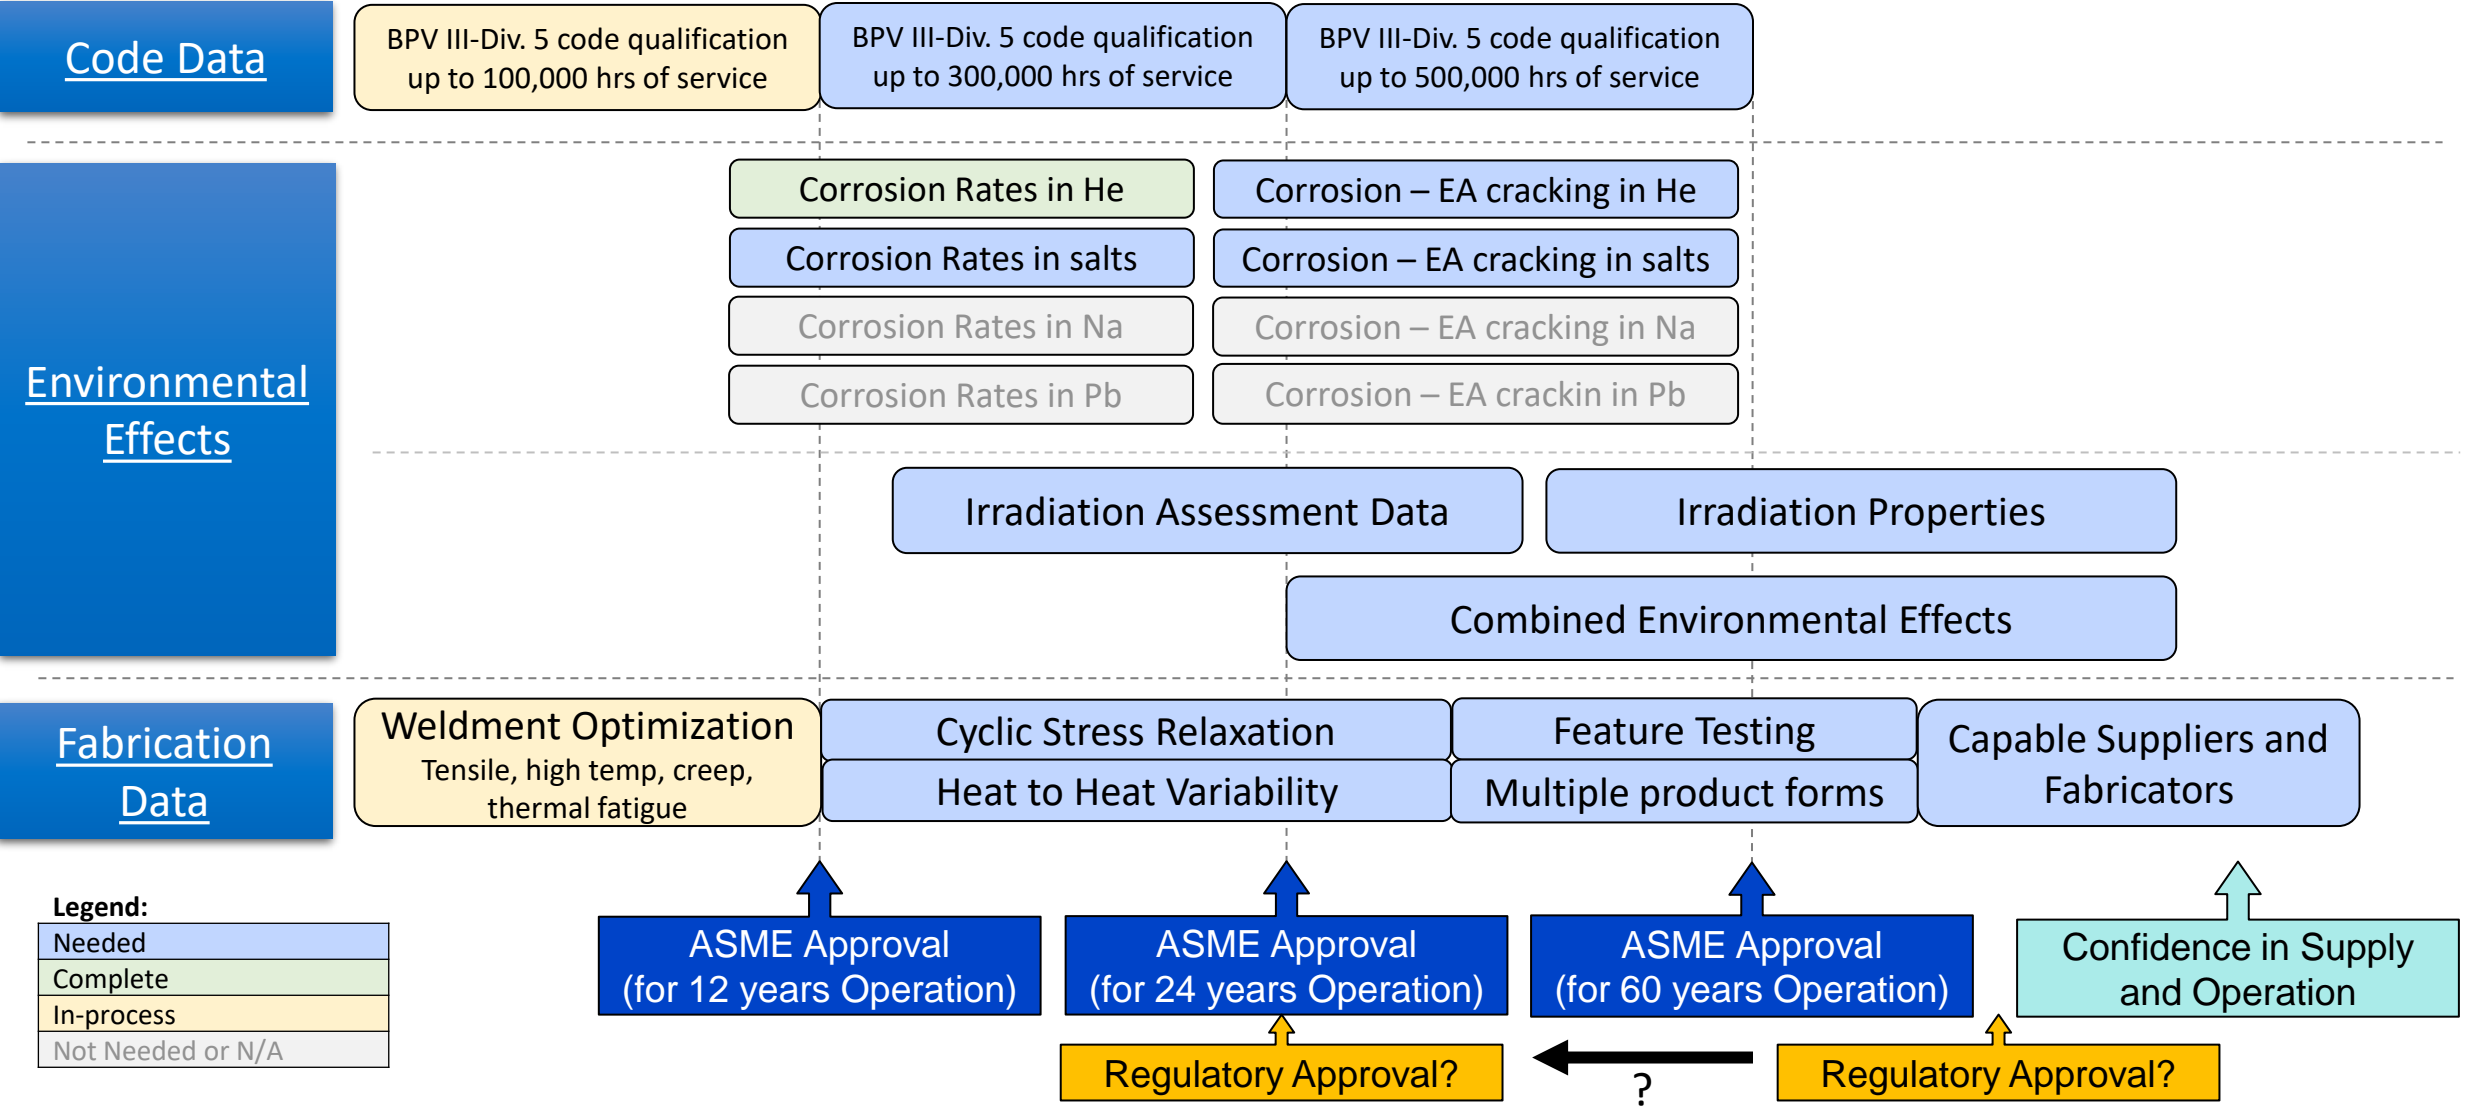 Code Data
BPV III-Div. 5 code qualification
up to 100,000 hrs of service
BPV III-Div. 5 code qualification
up to 300,000 hrs of service
BPV III-Div. 5 code qualification
up to 500,000 hrs of service
Environmental
Effects
Corrosion Rates in He
Corrosion – EA cracking in He
Corrosion Rates in salts
Corrosion – EA cracking in salts
Corrosion Rates in Na
Corrosion – EA cracking in Na
Corrosion Rates in Pb
Corrosion – EA crackin in Pb
Irradiation Assessment Data
Irradiation Properties
Combined Environmental Effects
Fabrication
Data
Weldment Optimization
Tensile, high temp, creep,
thermal fatigue
Cyclic Stress Relaxation
Heat to Heat Variability
Feature Testing
Multiple product forms
Capable Suppliers and
Fabricators
Legend:
Needed
Complete
In-process
Not Needed or N/A
ASME Approval
(for 12 years Operation)
ASME Approval
(for 24 years Operation)
ASME Approval
(for 60 years Operation)
Confidence in Supply
and Operation
Regulatory Approval?
?
Regulatory Approval?